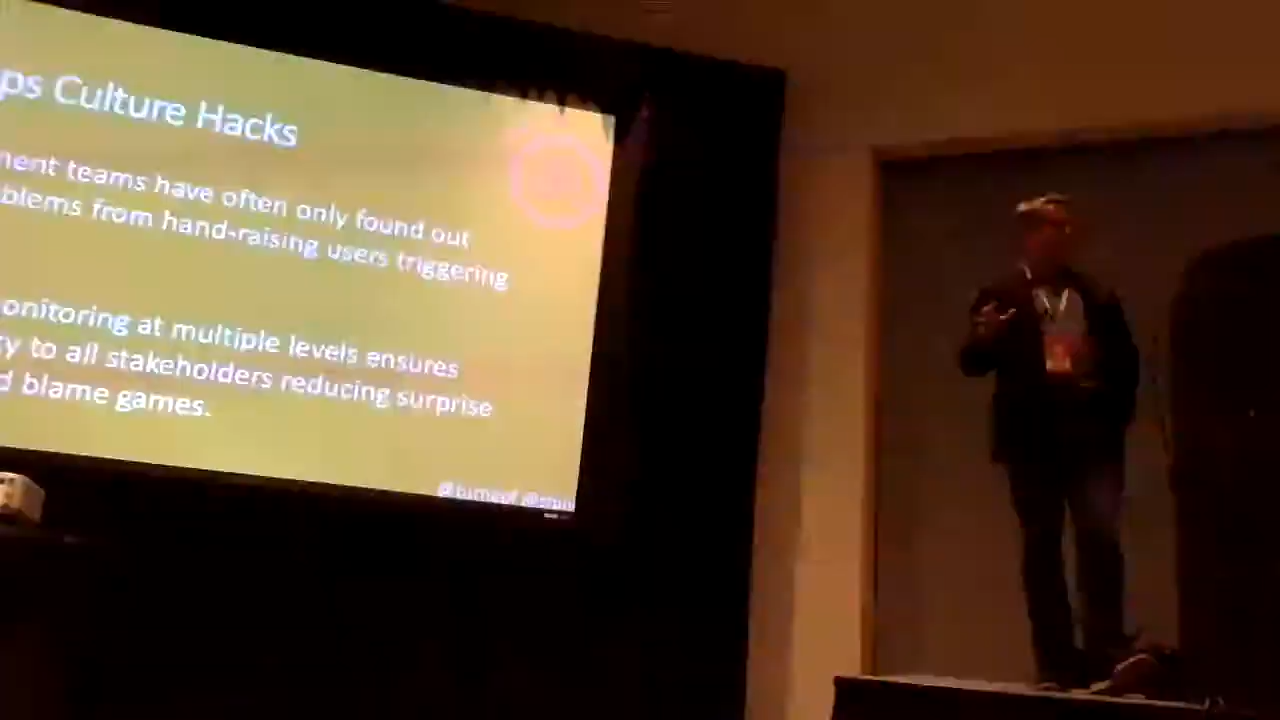 ps Culture Hacks
ment teams have often only found out
blems from hand-raising users triggering
onitoring at multiple levels ensures
y to all stakeholders reducing surprise
d blame games.